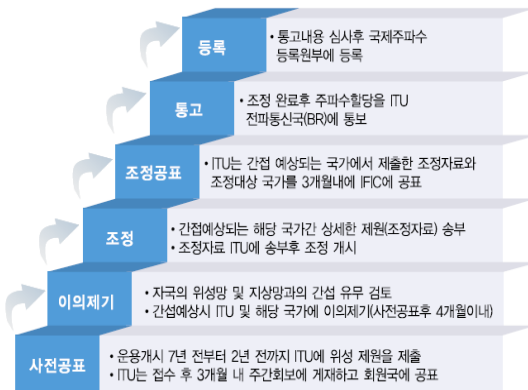 등록
• 통고내용 심사후 국제주파수
등록원부에 등록
통고
• 조정 완료후 주파수할당을 ITU
전파통신국(BR)에 통보
조정공표
• ITU는 간접 예상되는 국가에서 제출한 조정자료와
조정대상 국가를 3개월내에 IFIC에 공표
조정
• 간접예상되는 해당 국가간 상세한 제원(조정자료) 송부
• 조정자료 ITU에 송부후 조정 개시
이의제기
• 자국의 위성망 및 지상망과의 간섭 유무 검토
• 간섭예상시 ITU 및 해당 국가에 이의제기(사전공표후 4개월이내)
사전공표
• 운용개시 7년 전부터 2년 전까지 ITU에 위성 제원을 제출
• ITU는 접수 후 3개월 내 주간회보에 게재하고 회원국에 공표